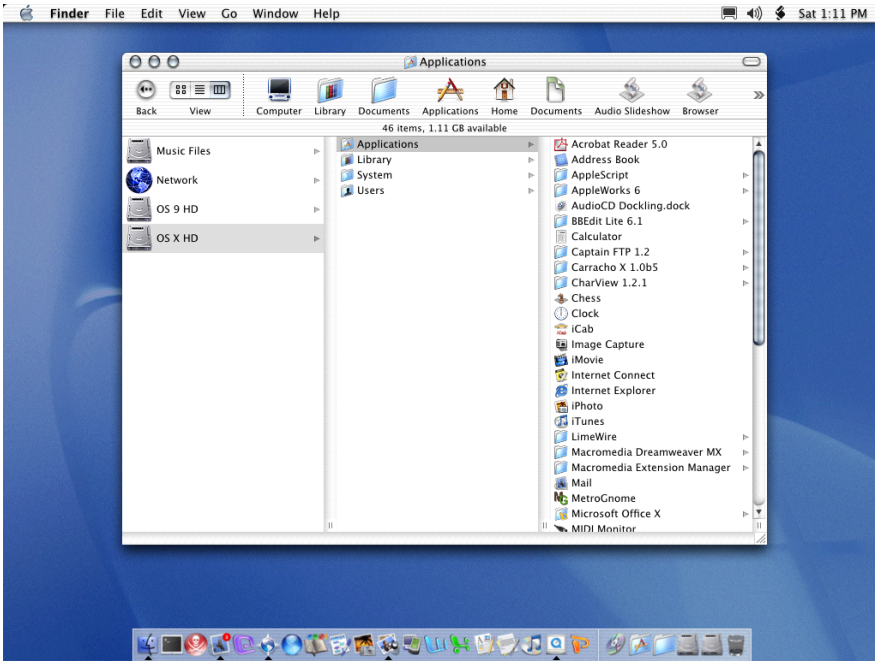 Finder File Edit View Go Window Help Sat 1:11 PM
Applications
Back View Computer Library Documents Applications Home Documents Audio Slideshow Browser
46 items, 1.11 GB available
Music Files
Network
OS 9 HD
OS X HD
Applications
Library
System
Users
Acrobat Reader 5.0
Address Book
AppleScript
AppleWorks 6
AudioCD Dockling.dock
BBEdit Lite 6.1
Calculator
Captain FTP 1.2
Carracho X 1.0b5
CharView 1.2.1
Chess
Clock
iCab
Image Capture
iMovie
Internet Connect
Internet Explorer
iPhoto
iTunes
LimeWire
Macromedia Dreamweaver MX
Macromedia Extension Manager
Mail
MetroGnome
Microsoft Office X
MIDI Monitor